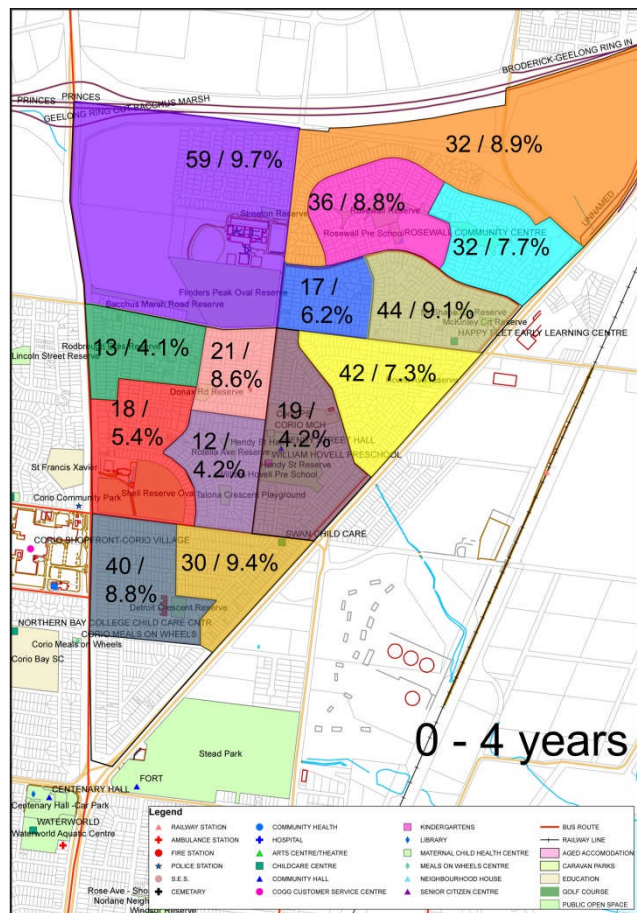 BRODERICK-GEELONG RING IN
PRINCES
PRINCES
GEELONG RING OUT-BACCHUS MARSH
32 / 8.9%
59 / 9.7%
36 / 8.8%
UNNAMED
Streeton Reserve
Rosewall Reserve
Rosewall Pre School
ROSEWALL COMMUNITY CENTRE
32 / 7.7%
Flinders Peak Oval Reserve
17 /
6.2%
44 / 9.1%
Bacchus Marsh Road Reserve
McKinley Crt Reserve
HAPPY FEET EARLY LEARNING CENTRE
13 / 4.1%
21 /
8.6%
42 / 7.3%
Lincoln Street Reserve
Donax Rd Reserve
18 /
5.4%
19 /
4.2%
CORIO MCH
12 /
4.2%
Rotella Ave Reserve
WILLIAM HOVELL PRESCHOOL
Hendy St Reserve
William Hovell Pre School
St Francis Xavier
Shell Reserve Oval
Talona Crescent Playground
Corio Community Park
SWAN CHILD CARE
CORIO SHOPFRONT-CORIO VILLAGE
40 /
8.8%
30 / 9.4%
Detroit Crescent Reserve
NORTHERN BAY COLLEGE CHILD CARE CNTR
CORIO MEALS ON WHEELS
Corio Meals on Wheels
Corio Bay SC
0 - 4 years
Stead Park
FORT
CENTENARY HALL
Centenary Hall -Car Park
WATERWORLD
Waterworld Aquatic Centre
Rose Ave - Sho
Norlane Neigh
Windsor Reserve
Legend
RAILWAY STATION
AMBULANCE STATION
FIRE STATION
POLICE STATION
S.E.S.
CEMETARY
COMMUNITY HEALTH
HOSPITAL
ARTS CENTRE/THEATRE
CHILDCARE CENTRE
COMMUNITY HALL
COGG CUSTOMER SERVICE CENTRE
KINDERGARTENS
LIBRARY
MATERNAL CHILD HEALTH CENTRE
MEALS ON WHEELS CENTRE
NEIGHBOURHOOD HOUSE
SENIOR CITIZEN CENTRE
BUS ROUTE
RAILWAY LINE
AGED ACCOMODATION
CARAVAN PARKS
EDUCATION
GOLF COURSE
PUBLIC OPEN SPACE